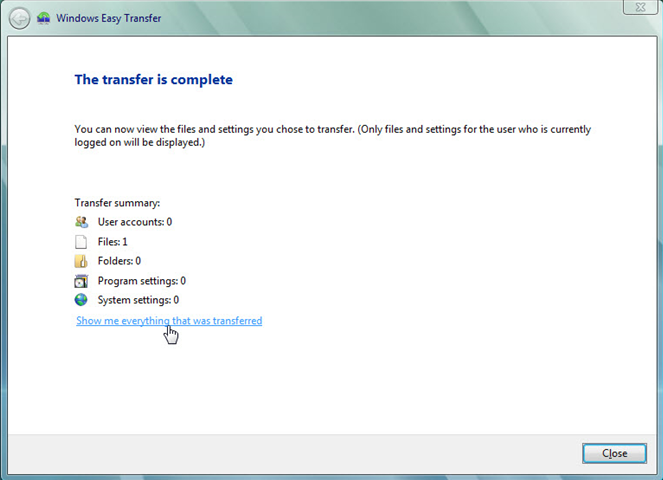 Windows Easy Transfer
The transfer is complete
You can now view the files and settings you chose to transfer. (Only files and settings for the user who is currently
logged on will be displayed.)
Transfer summary:
User accounts: 0
Files: 1
Folders: 0
Program settings: 0
System settings: 0
Show me everything that was transferred
Close